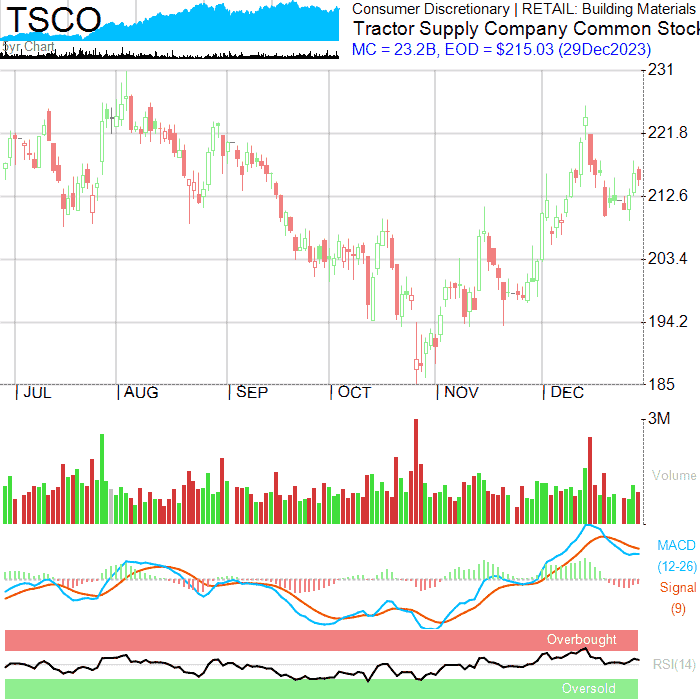 TSCO
5yr Chart
Consumer Discretionary | RETAIL: Building Materials
Tractor Supply Company Common Stock
MC = 23.2B, EOD = $215.03 (29Dec2023)
231
221.8
212.6
203.4
194.2
185
JUL
AUG
SEP
OCT
NOV
DEC
3M
Volume
MACD
(12-26)
Signal
(9)
Overbought
RSI(14)
Oversold